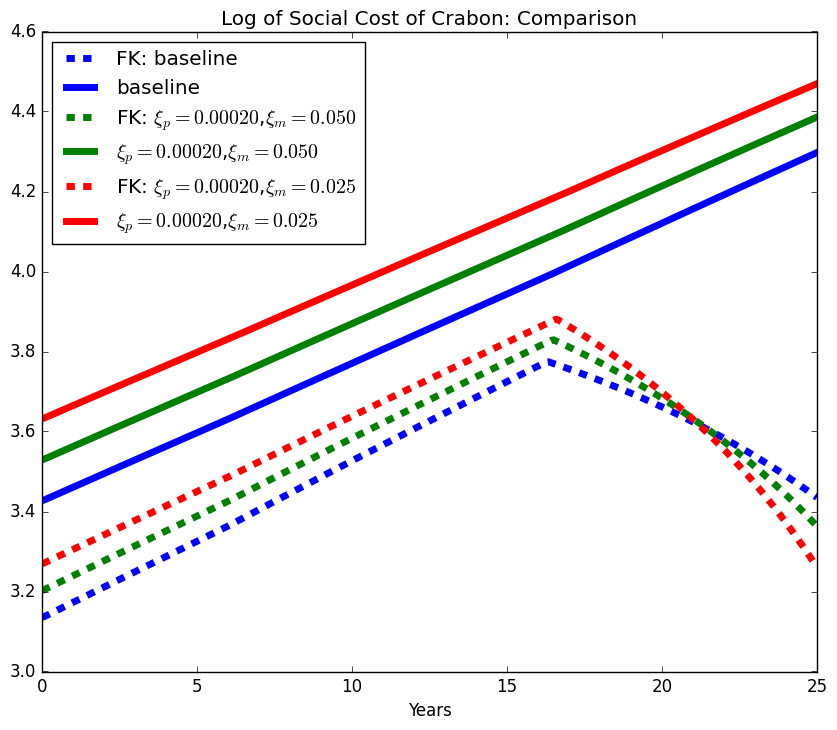 Log of Social Cost of Crabon: Comparison
4.6
4.4
4.2
4.0
3.8
3.6
3.4
3.2
3.0
FK: baseline
baseline
FK: ξp = 0.00020,ξm = 0.050
ξp = 0.00020,ξm = 0.050
FK: ξp = 0.00020,ξm = 0.025
ξp = 0.00020,ξm = 0.025
0 5 10 15 20 25
Years